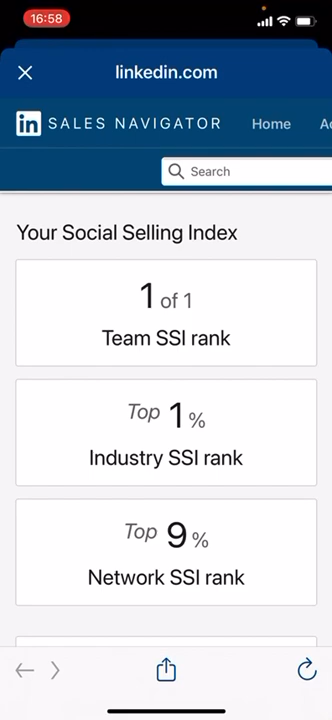 16:58
linkedin.com
in SALES NAVIGATOR Home
Search
Your Social Selling Index
1 of 1
Team SSI rank
Top 1 %
Industry SSI rank
Top 9 %
Network SSI rank